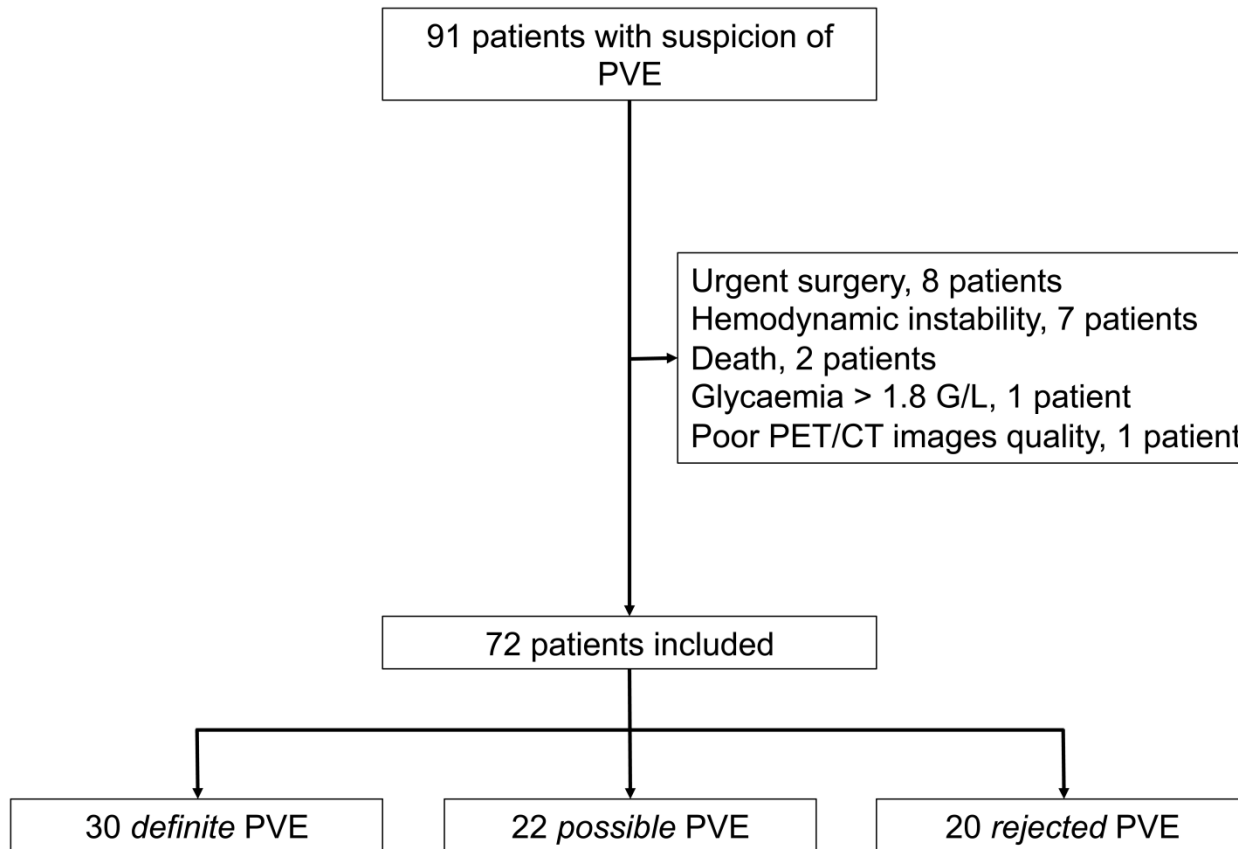 91 patients with suspicion of
PVE
Urgent surgery, 8 patients
Hemodynamic instability, 7 patients
Death, 2 patients
Glycaemia > 1.8 G/L, 1 patient
Poor PET/CT images quality, 1 patient
72 patients included
30 definite PVE
22 possible PVE
20 rejected PVE